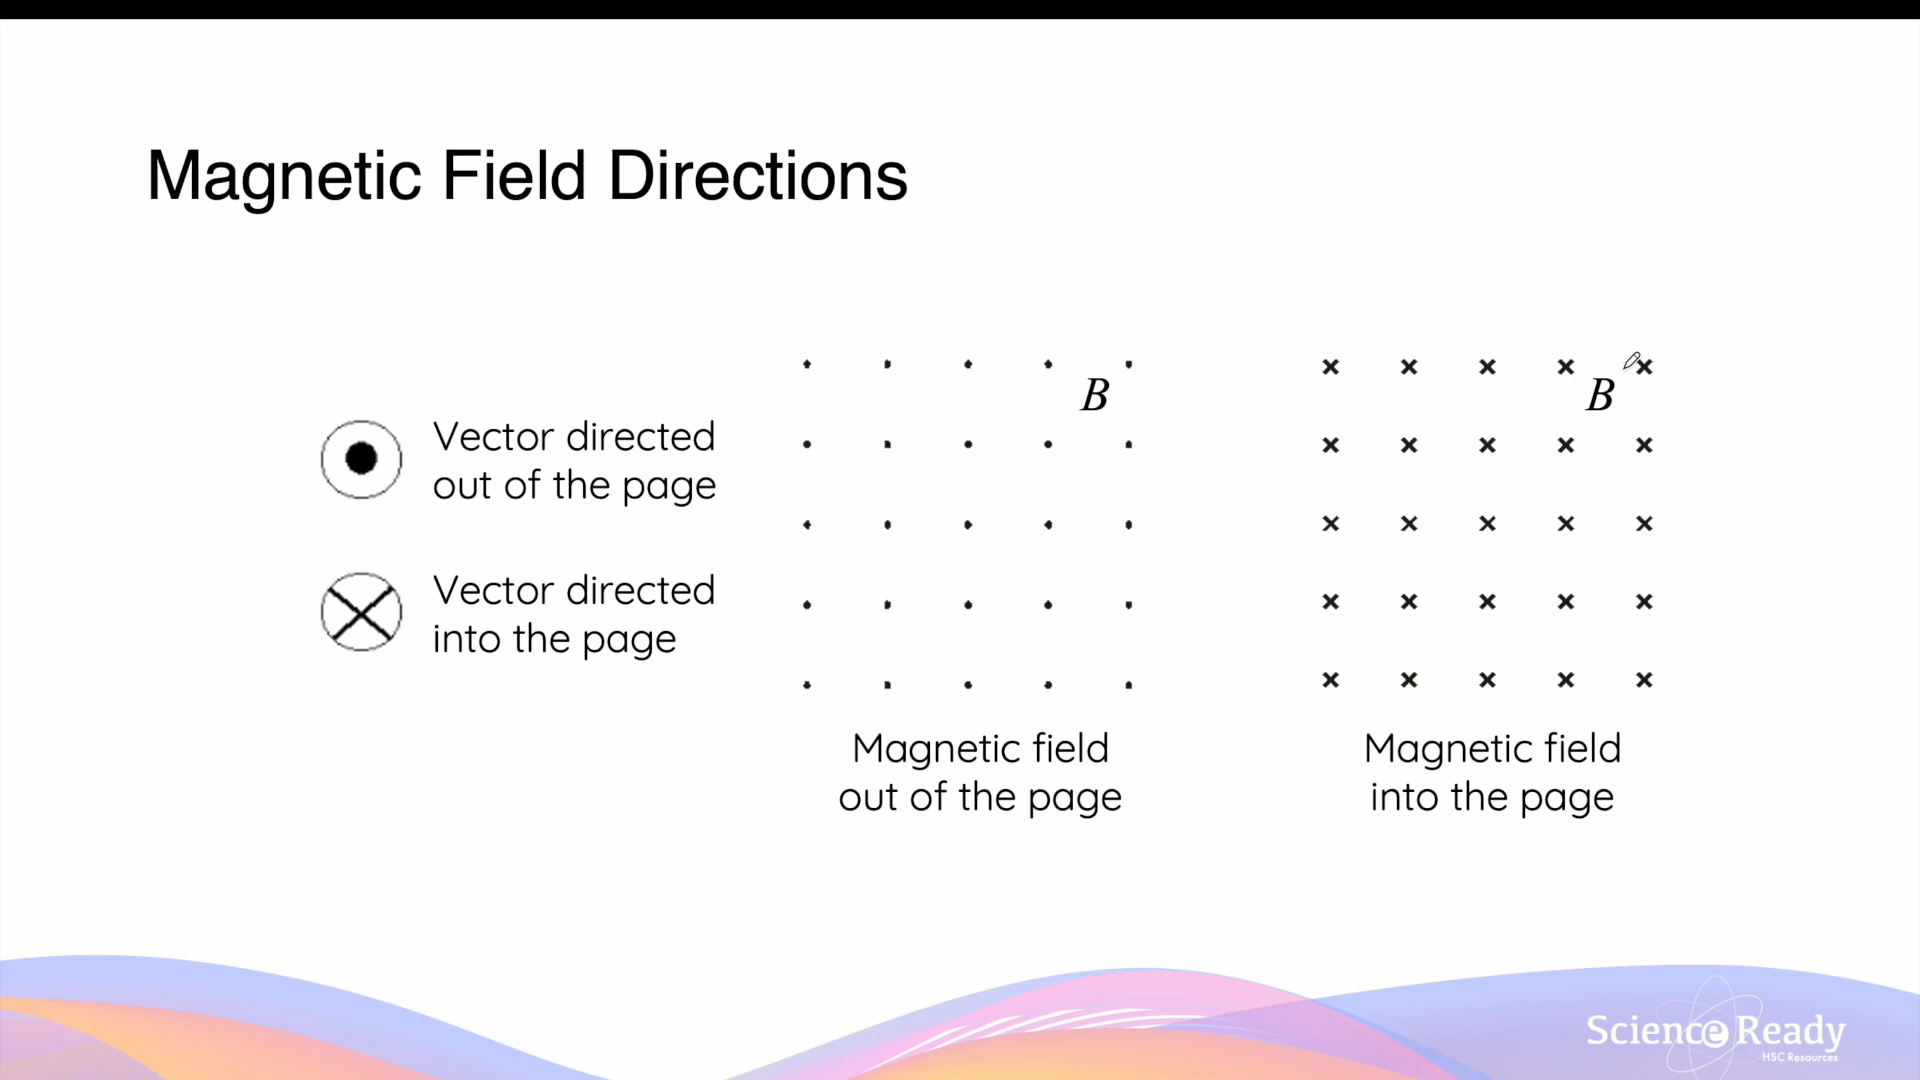 Magnetic Field Directions
Vector directed
out of the page
Vector directed
into the page
B
Magnetic field
out of the page
B
Magnetic field
into the page
Science Ready
HSC Resources